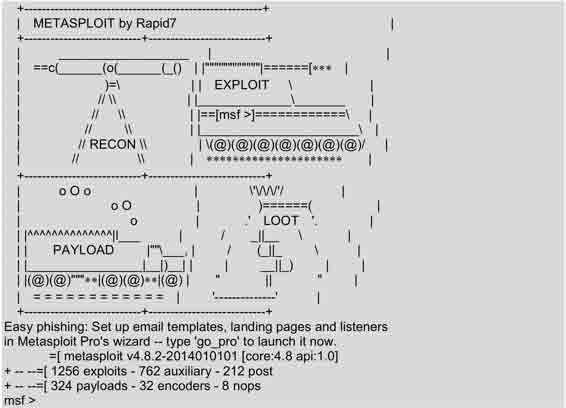 METASPLOIT by Rapid7
==c(______(o(______(_() | |""""""""""""|======[***
)=\ | | EXPLOIT \
// \\ | |_____________\_______
// \\ | |==[msf >]============\
// \\ | |______________________\
// RECON \\ | \(@)(@)(@)(@)(@)(@)(@)/
// \\ | *********************
o O o | \'\/\/\/'/
o O | )======(
o | .' LOOT '.
|^^^^^^^^^^^^^^||___ | / _||__ \
| PAYLOAD |""\___, | / (_||_ \
|________________|__|)__| | | __||_) |
|(@)(@)"""**|(@)(@)**|(@) | " || "
= = = = = = = = = = = = | '--------------'
Easy phishing: Set up email templates, landing pages and listeners
in Metasploit Pro's wizard -- type 'go_pro' to launch it now.
=[ metasploit v4.8.2-2014010101 [core:4.8 api:1.0]
+ -- --=[ 1256 exploits - 762 auxiliary - 212 post
+ -- --=[ 324 payloads - 32 encoders - 8 nops
msf >